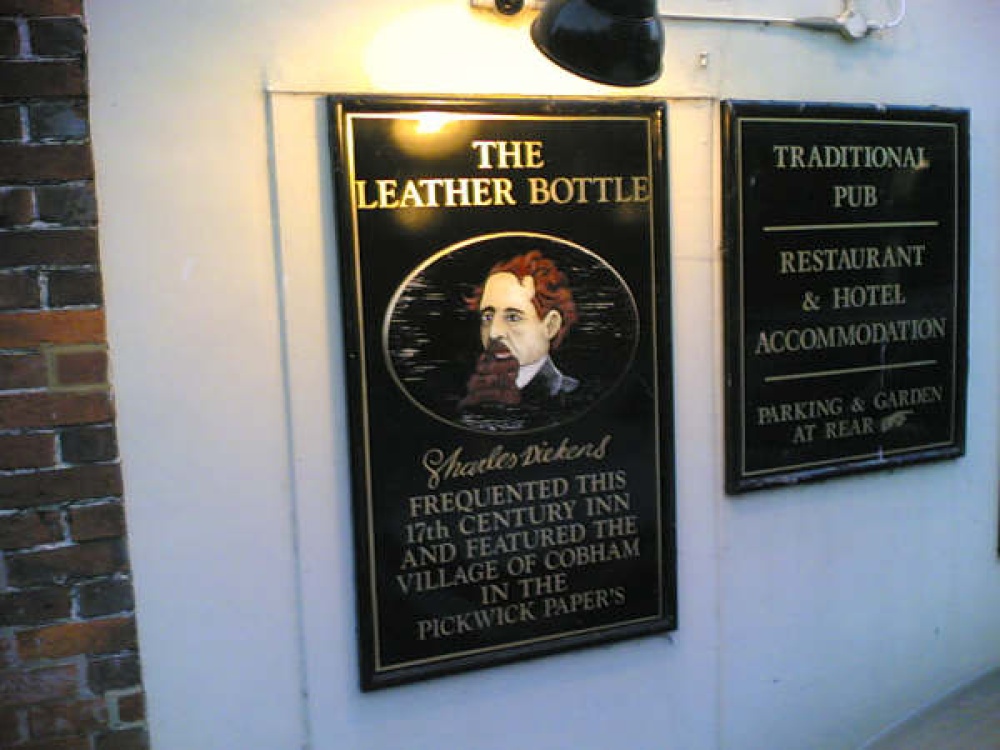 THE
LEATHER BOTTLE
Charles Dickens
FREQUENTED THIS
17th CENTURY INN
AND FEATURED THE
VILLAGE OF COBHAM
IN THE
PICKWICK PAPER'S
TRADITIONAL
PUB
RESTAURANT
& HOTEL
ACCOMMODATION
PARKING & GARDEN
AT REAR